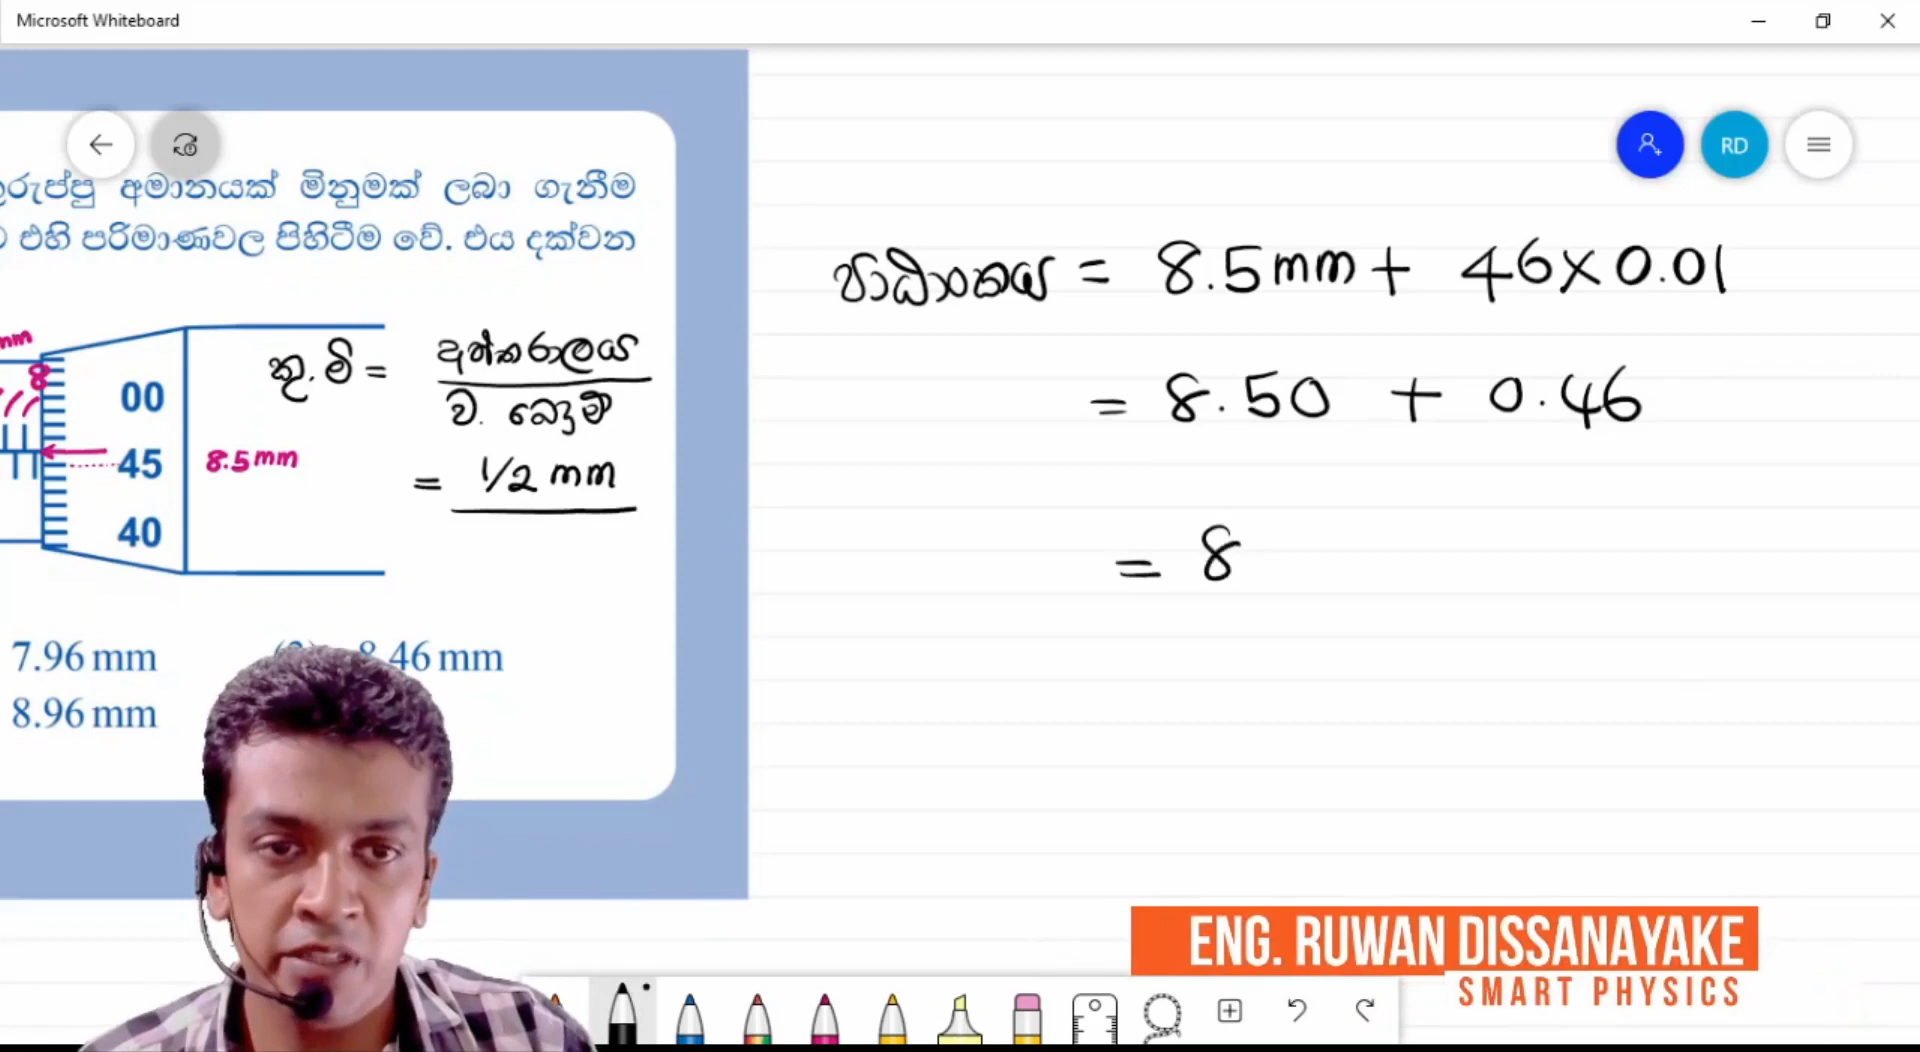 Microsoft Whiteboard
RD
අමානයක් මිනුමක් ලබා ගැනීම
එහි පරිමාණවල පිහිටීම වේ. එය දක්වන
mm
8
00
45
40
8.5mm
කු.මි =
අන්තරාලය
ව. බෙදුම්
= 1/2 mm
7.96 mm
8.46 mm
8.96 mm
පාඨාංකය = 8.5mm + 46×0.01
= 8.50 + 0.46
= 8
ENG. RUWAN DISSANAYAKE
SMART PHYSICS